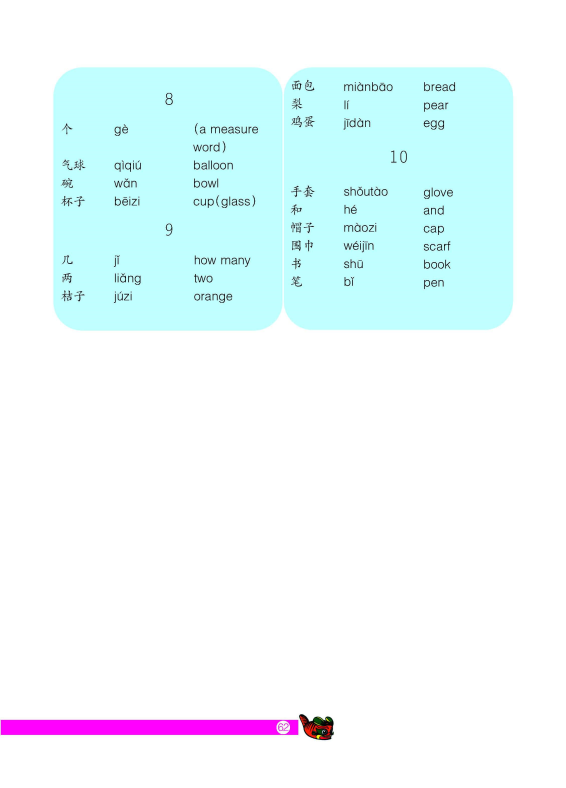 8
个 gè (a measure
word)
气球 qìqiú balloon
碗 wǎn bowl
杯子 bēizi cup(glass)
9
几 jǐ how many
两 liǎng two
桔子 júzi orange
面包 miànbāo bread
梨 lí pear
鸡蛋 jīdàn egg
10
手套 shǒutào glove
和 hé and
帽子 màozi cap
围巾 wéijīn scarf
书 shū book
笔 bǐ pen
62